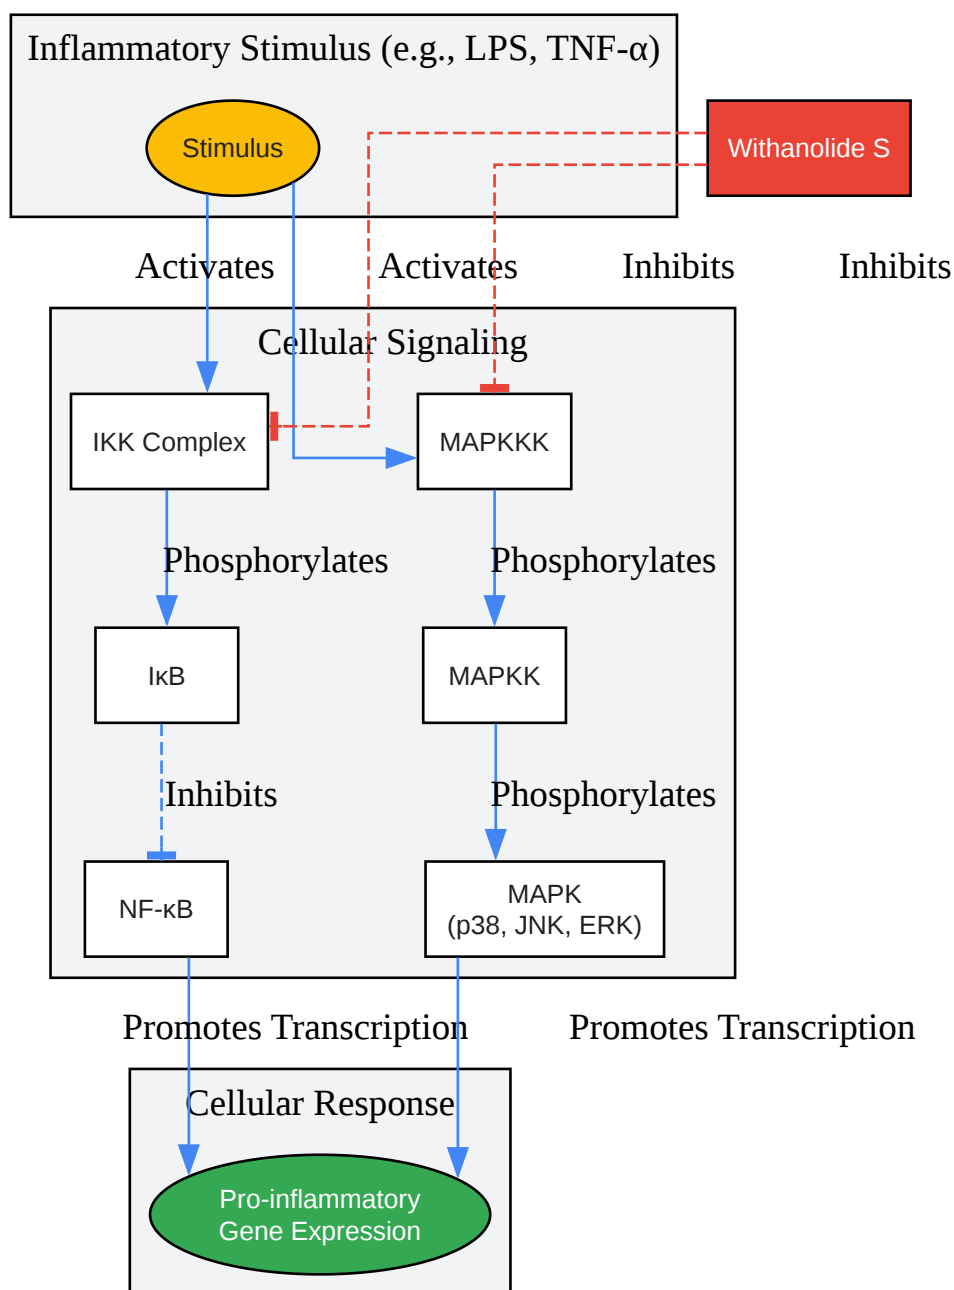 Inflammatory Stimulus (e.g., LPS, TNF-α)
Stimulus
Withanolide S
Activates
Activates
Inhibits
Inhibits
Cellular Signaling
IKK Complex
MAPKKK
Phosphorylates
Phosphorylates
IκB
MAPKK
Inhibits
Phosphorylates
NF-κB
MAPK
(p38, JNK, ERK)
Promotes Transcription
Promotes Transcription
Cellular Response
Pro-inflammatory
Gene Expression